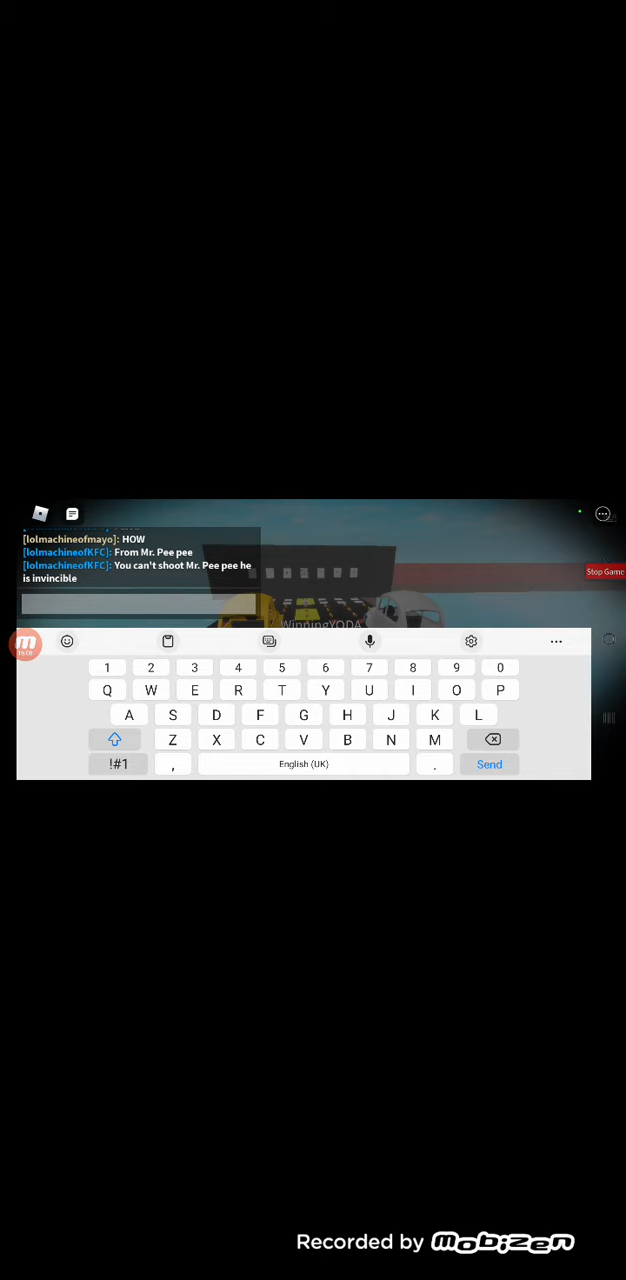 [lolmachineofmayo]: HOW
[lolmachineofKFC]: From Mr. Pee pee
[lolmachineofKFC]: You can't shoot Mr. Pee pee he
is invincible
Stop Game
WinningYODA
1 2 3 4 5 6 7 8 9 0
Q W E R T Y U I O P
A S D F G H J K L
Z X C V B N M
!#1 , English (UK) . Send
Recorded by mobizen